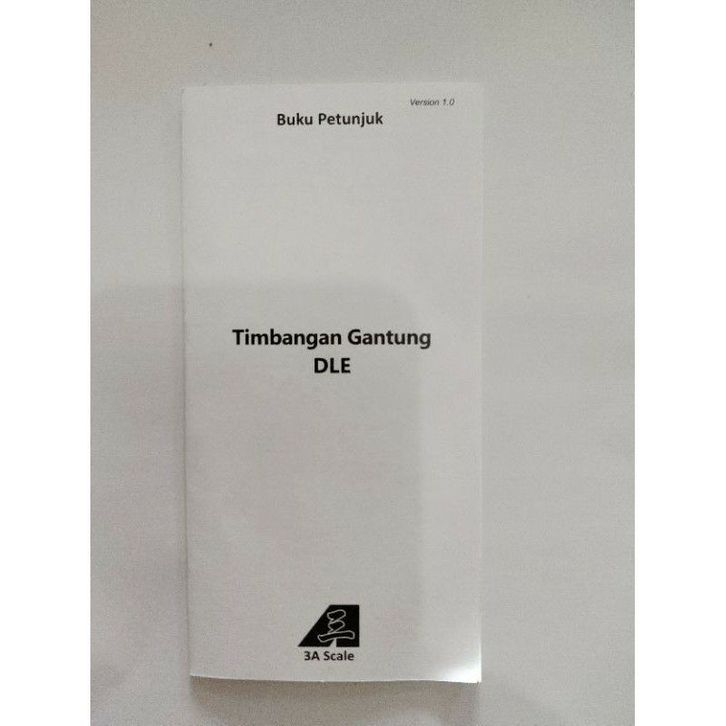 Version 1.0
Buku Petunjuk
Timbangan Gantung
DLE
3A Scale